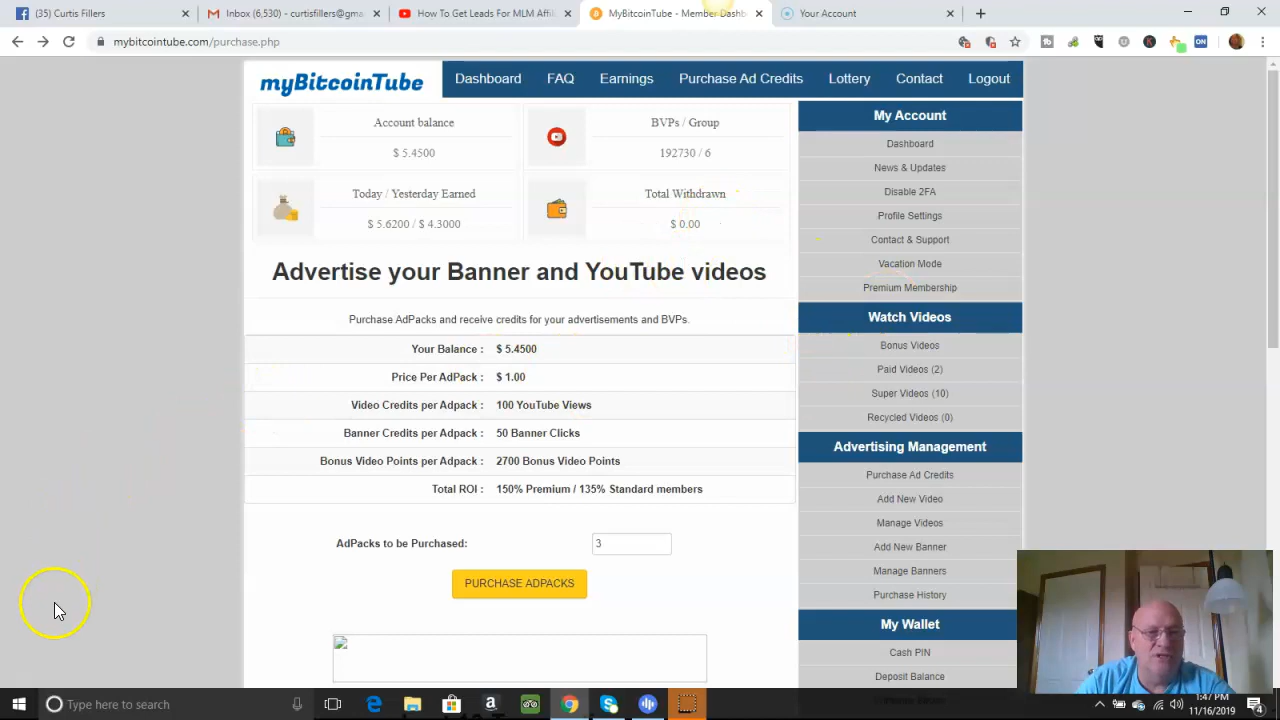 (35) Curtis Fillers
Inbox (6,530) - curtisfillers@gma
How To Get Leads For MLM Affili
MyBitcoinTube - Member Dashb
Your Account
mybitcointube.com/purchase.php
ON
myBitcoinTube
Dashboard FAQ Earnings Purchase Ad Credits Lottery Contact Logout
Account balance
$ 5.4500
BVPs / Group
192730 / 6
Today / Yesterday Earned
$ 5.6200 / $ 4.3000
Total Withdrawn
$ 0.00
Advertise your Banner and YouTube videos
Purchase AdPacks and receive credits for your advertisements and BVPs.
Your Balance : $ 5.4500
Price Per AdPack : $ 1.00
Video Credits per Adpack : 100 YouTube Views
Banner Credits per Adpack : 50 Banner Clicks
Bonus Video Points per Adpack : 2700 Bonus Video Points
Total ROI : 150% Premium / 135% Standard members
AdPacks to be Purchased: 3
PURCHASE ADPACKS
My Account
Dashboard
News & Updates
Disable 2FA
Profile Settings
Contact & Support
Vacation Mode
Premium Membership
Watch Videos
Bonus Videos
Paid Videos (2)
Super Videos (10)
Recycled Videos (0)
Advertising Management
Purchase Ad Credits
Add New Video
Manage Videos
Add New Banner
Manage Banners
Purchase History
My Wallet
Cash PIN
Deposit Balance
Type here to search
1:47 PM
11/16/2019